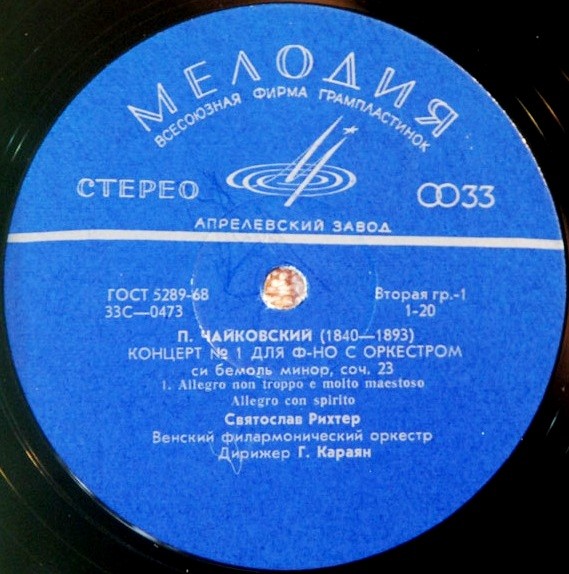 МЕЛОДИЯ
ВСЕСОЮЗНАЯ ФИРМА ГРАМПЛАСТИНОК
СТЕРЕО
33
АПРЕЛЕВСКИЙ ЗАВОД
ГОСТ 5289-68
Вторая гр.-1
33С—0473
1-20
П. ЧАЙКОВСКИЙ (1840—1893)
КОНЦЕРТ № 1 ДЛЯ Ф-НО С ОРКЕСТРОМ
си бемоль минор, соч. 23
1. Allegro non troppo e molto maestoso
Allegro con spirito
Святослав Рихтер
Венский филармонический оркестр
Дирижер Г. Караян